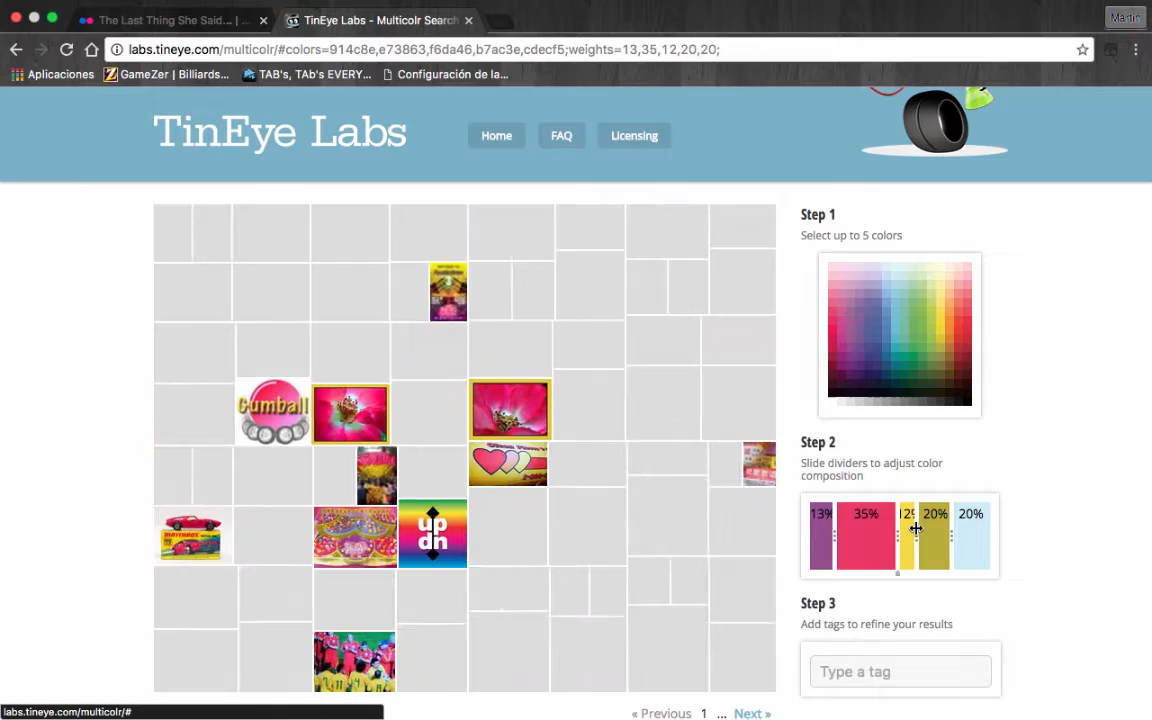 The Last Thing She Said... | ...
TinEye Labs - Multicolr Search
Martin
labs.tineye.com/multicolr/#colors=914c8e,e73863,f6da46,b7ac3e,cdecf5;weights=13,35,12,20,20;
Aplicaciones
GameZer | Billiards...
TAB's, TAb's EVERY...
Configuración de la...
TinEye Labs
Home
FAQ
Licensing
Step 1
Select up to 5 colors
Gumball
up
dn
MATCHBOX
Step 2
Slide dividers to adjust color
composition
13% 35% 12% 20% 20%
Step 3
Add tags to refine your results
Type a tag
« Previous 1 ... Next »
labs.tineye.com/multicolr/#